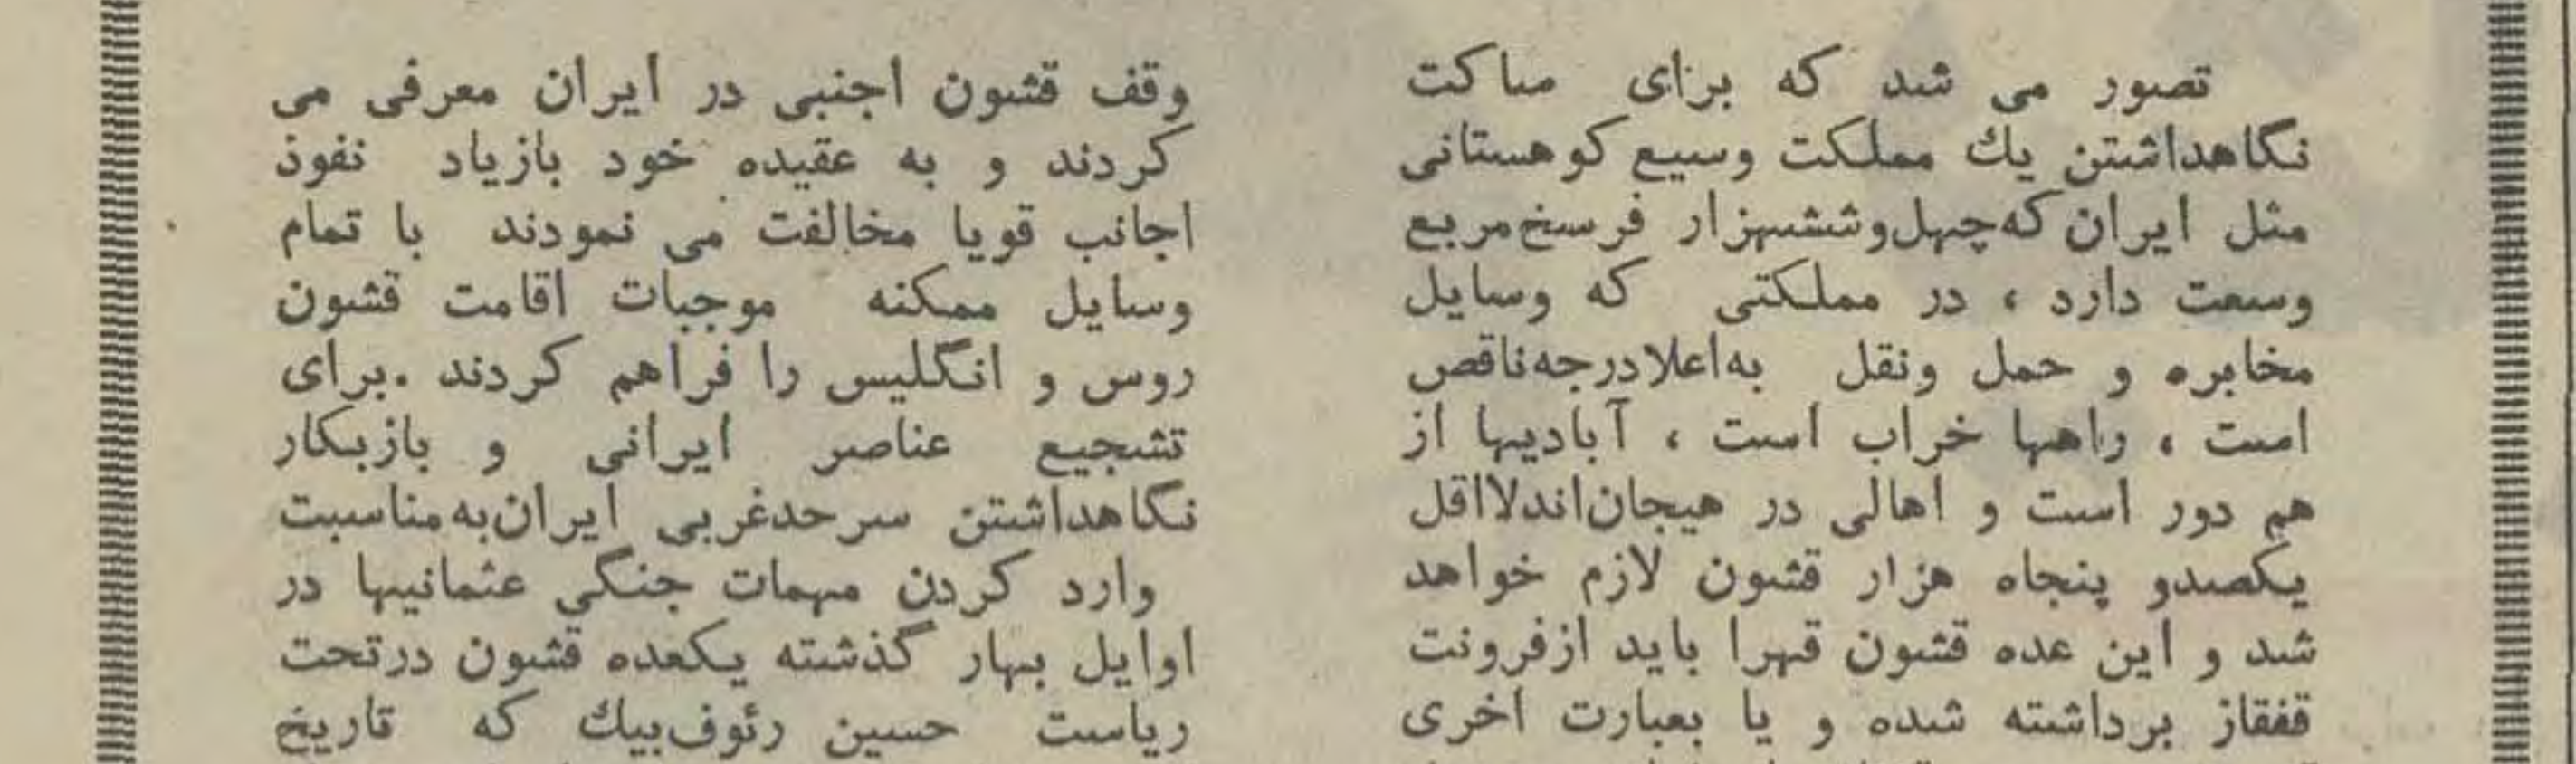 تصور می شد که برای ساکت
نگاهداشتن یك مملکت وسیع کوهستانی
مثل ایران که چهل و ششهزار فرسخ مربع
وسعت دارد ، در مملکتی که وسایل
مخابره و حمل ونقل به اعلادرجه ناقص
است ، راهها خراب است ، آبادیها از
هم دور است و اهالی در هیجان اند لااقل
یکصدو پنجاه هزار قشون لازم خواهد
شد و این عده قشون قهرا باید ازفرونت
قفقاز برداشته شده و یا بعبارت اخری
وقف قشون اجنبی در ایران معرفی می
کردند و به عقیده خود بازیاد نفوذ
اجانب قویا مخالفت می نمودند با تمام
وسایل ممکنه موجبات اقامت قشون
روس و انگلیس را فراهم کردند .برای
تشجیع عناصر ایرانی و بازبکار
نگاهداشتن سرحدغربی ایران به مناسبت
وارد کردن مهمات جنگی عثمانیها در
اوایل بهار گذشته یکعده قشون درتحت
ریاست حسین رئوف بیك که تاریخ